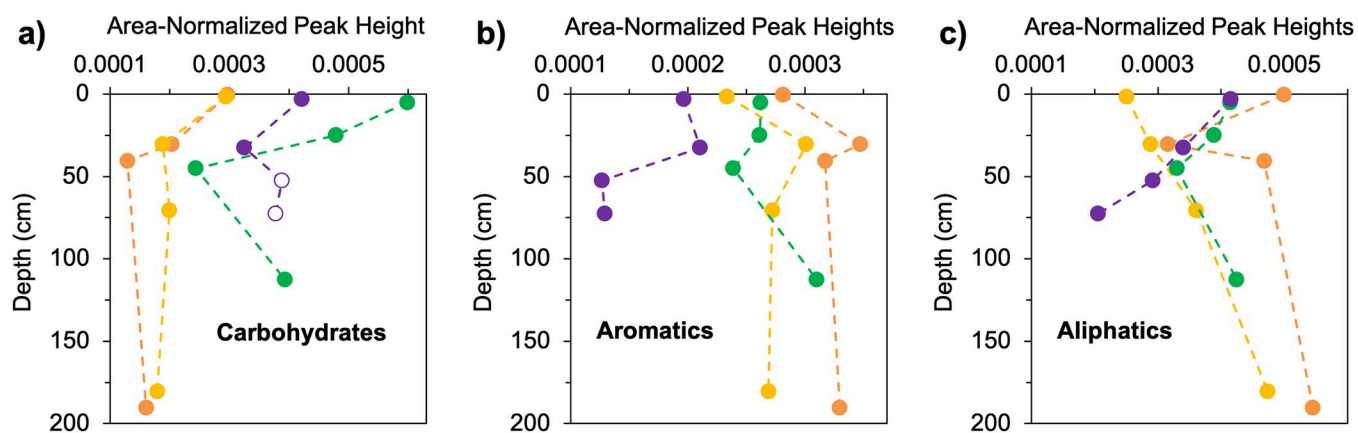 a)
Area-Normalized Peak Height
0.0001 0.0003 0.0005
0
50
100
150
200
Depth (cm)
Carbohydrates
b)
Area-Normalized Peak Heights
0.0001 0.0002 0.0003
0
50
100
150
200
Depth (cm)
Aromatics
c)
Area-Normalized Peak Heights
0.0001 0.0003 0.0005
0
50
100
150
200
Depth (cm)
Aliphatics